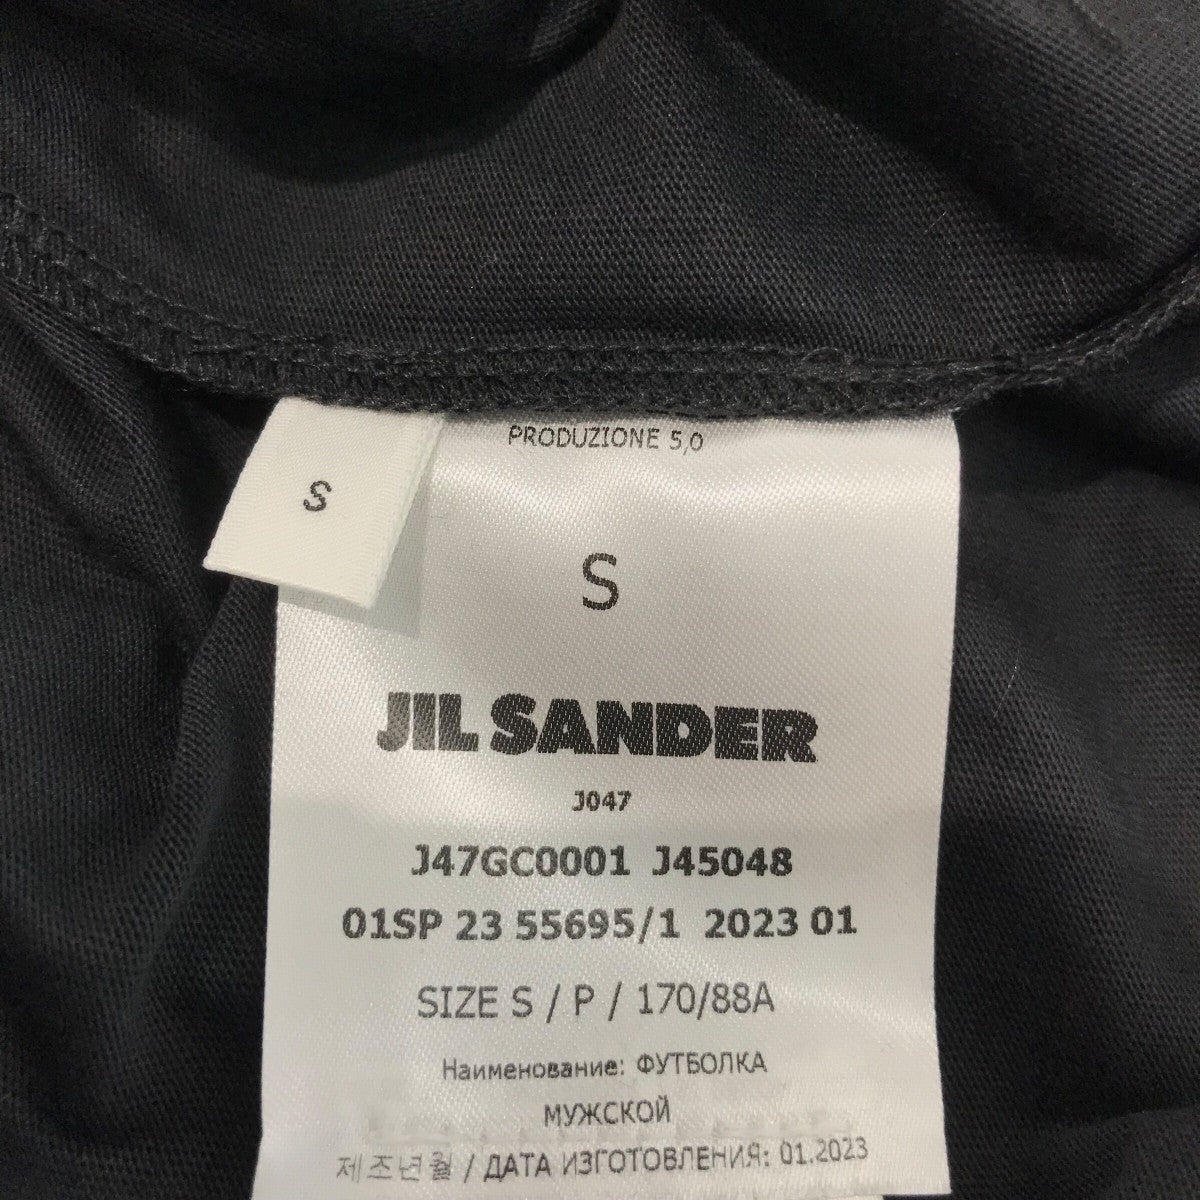 PRODUZIONE 5,0
S
S
JIL SANDER
J047
J47GC0001 J45048
01SP 23 55695/1 2023 01
SIZE S / P / 170/88A
Наименование: ФУТБОЛКА
МУЖСКОЙ
제조년월 / ДАТА ИЗГОТОВЛЕНИЯ: 01.2023